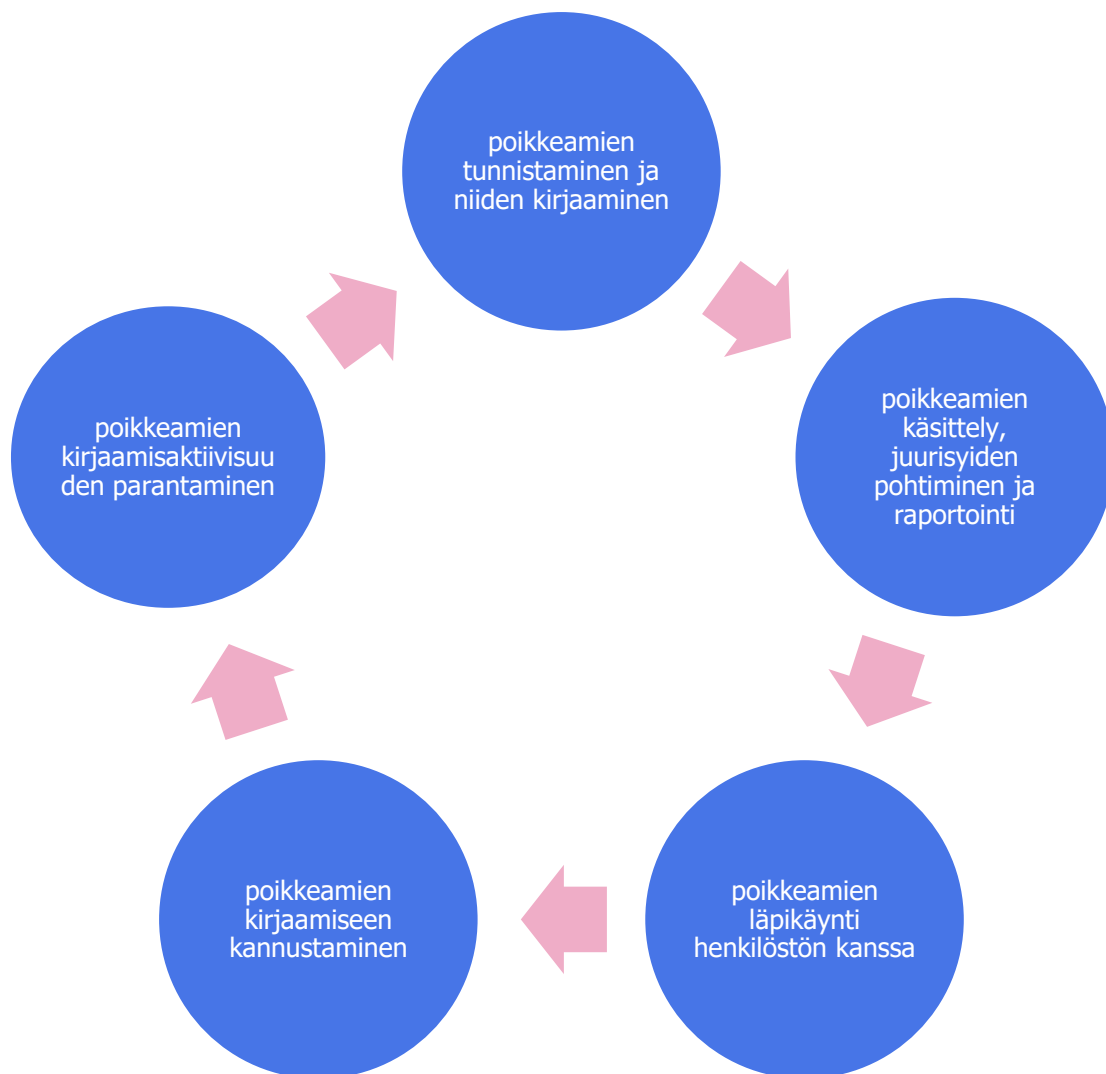 poikkeamien
tunnistaminen ja
niiden kirjaaminen
poikkeamien
käsittely,
juurisyiden
pohtiminen ja
raportointi
poikkeamien
läpikäynti
henkilöstön kanssa
poikkeamien
kirjaamiseen
kannustaminen
poikkeamien
kirjaamisaktiivisuu
den parantaminen